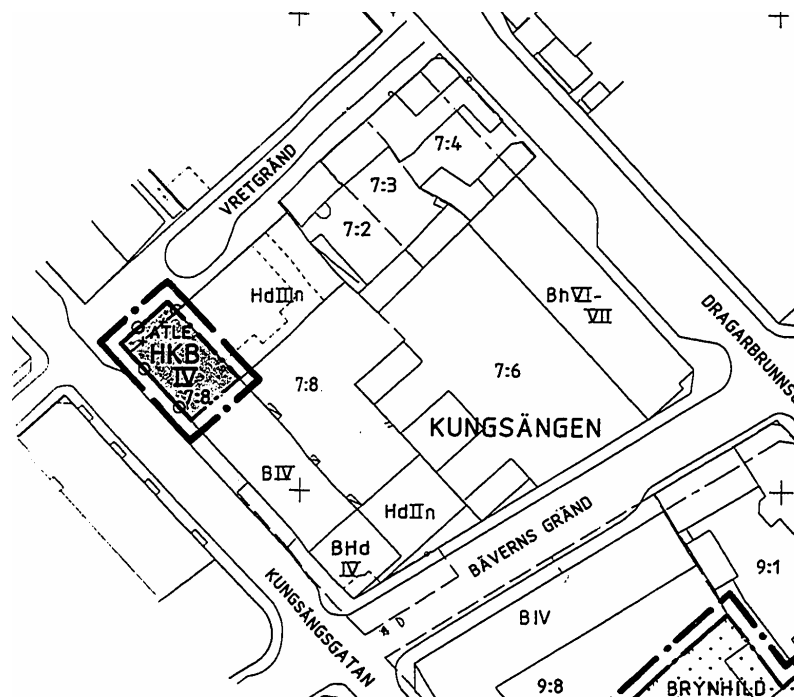 7:4
VRETGRÄND
7:3
7:2
HdIIIn
BhVI-
VII
DRAGARBRUNNSG
ATLE
HKB
IV
7:8
7:8
7:6
KUNGSÄNGEN
BIV
HdIIn
BHd
IV
BÄVERNS GRÄND
9:1
KUNGSÄNGSGATAN
BIV
9:8
BRYNHILD